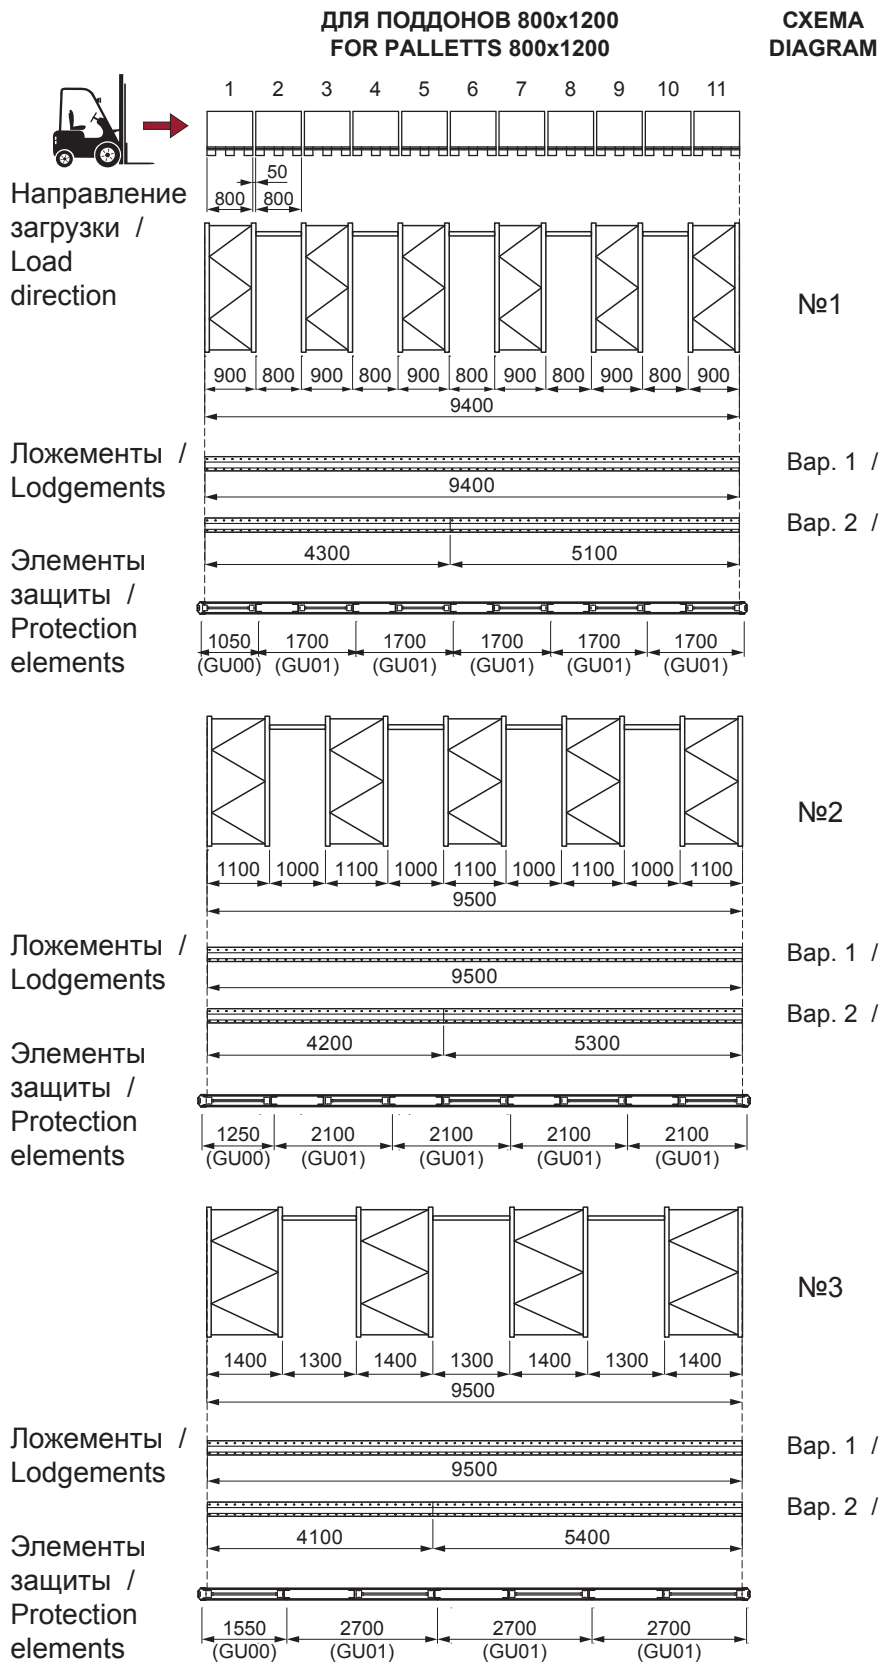 ДЛЯ ПОДДОНОВ 800x1200
FOR PALLETTS 800x1200
СХЕМА
DIAGRAM
1 2 3 4 5 6 7 8 9 10 11
50
800 800
Направление
загрузки /
Load
direction
№1
900 800 900 800 900 800 900 800 900 800 900
9400
Ложементы /
Lodgements
Вар. 1 /
9400
Вар. 2 /
4300 5100
Элементы
защиты /
Protection
elements
1050 1700 1700 1700 1700 1700
(GU00) (GU01) (GU01) (GU01) (GU01) (GU01)
№2
1100 1000 1100 1000 1100 1000 1100 1000 1100
9500
Ложементы /
Lodgements
Вар. 1 /
9500
Вар. 2 /
4200 5300
Элементы
защиты /
Protection
elements
1250 2100 2100 2100 2100
(GU00) (GU01) (GU01) (GU01) (GU01)
№3
1400 1300 1400 1300 1400 1300 1400
9500
Ложементы /
Lodgements
Вар. 1 /
9500
Вар. 2 /
4100 5400
Элементы
защиты /
Protection
elements
1550 2700 2700 2700
(GU00) (GU01) (GU01) (GU01)